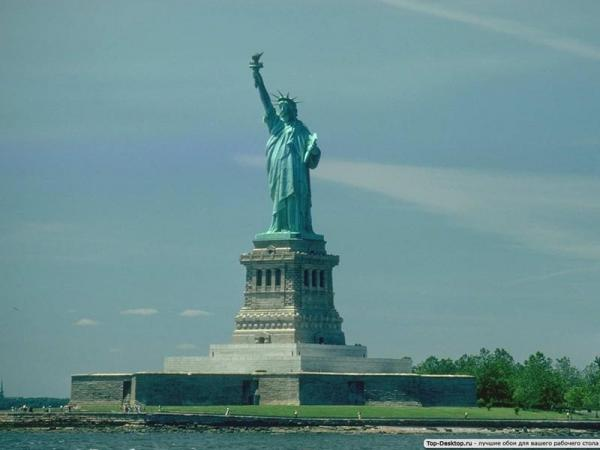 Top-Desktop.ru - лучшие обои для вашего рабочего стола